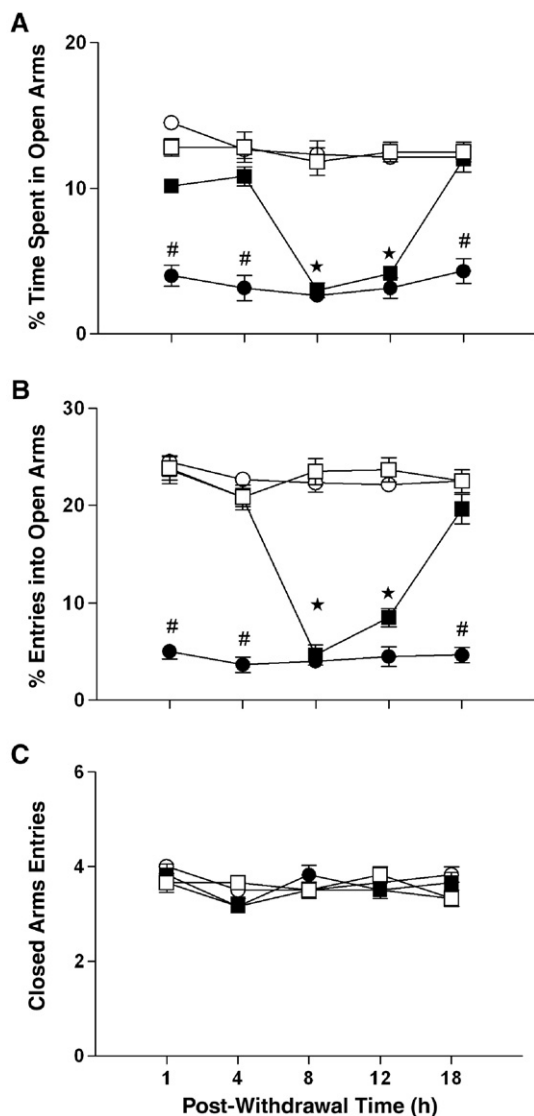 A
% Time Spent in Open Arms
20
10
0
#
#
★
★
#
B
% Entries into Open Arms
30
20
10
0
#
#
★
★
#
C
Closed Arms Entries
6
4
2
0
1 4 8 12 18
Post-Withdrawal Time (h)